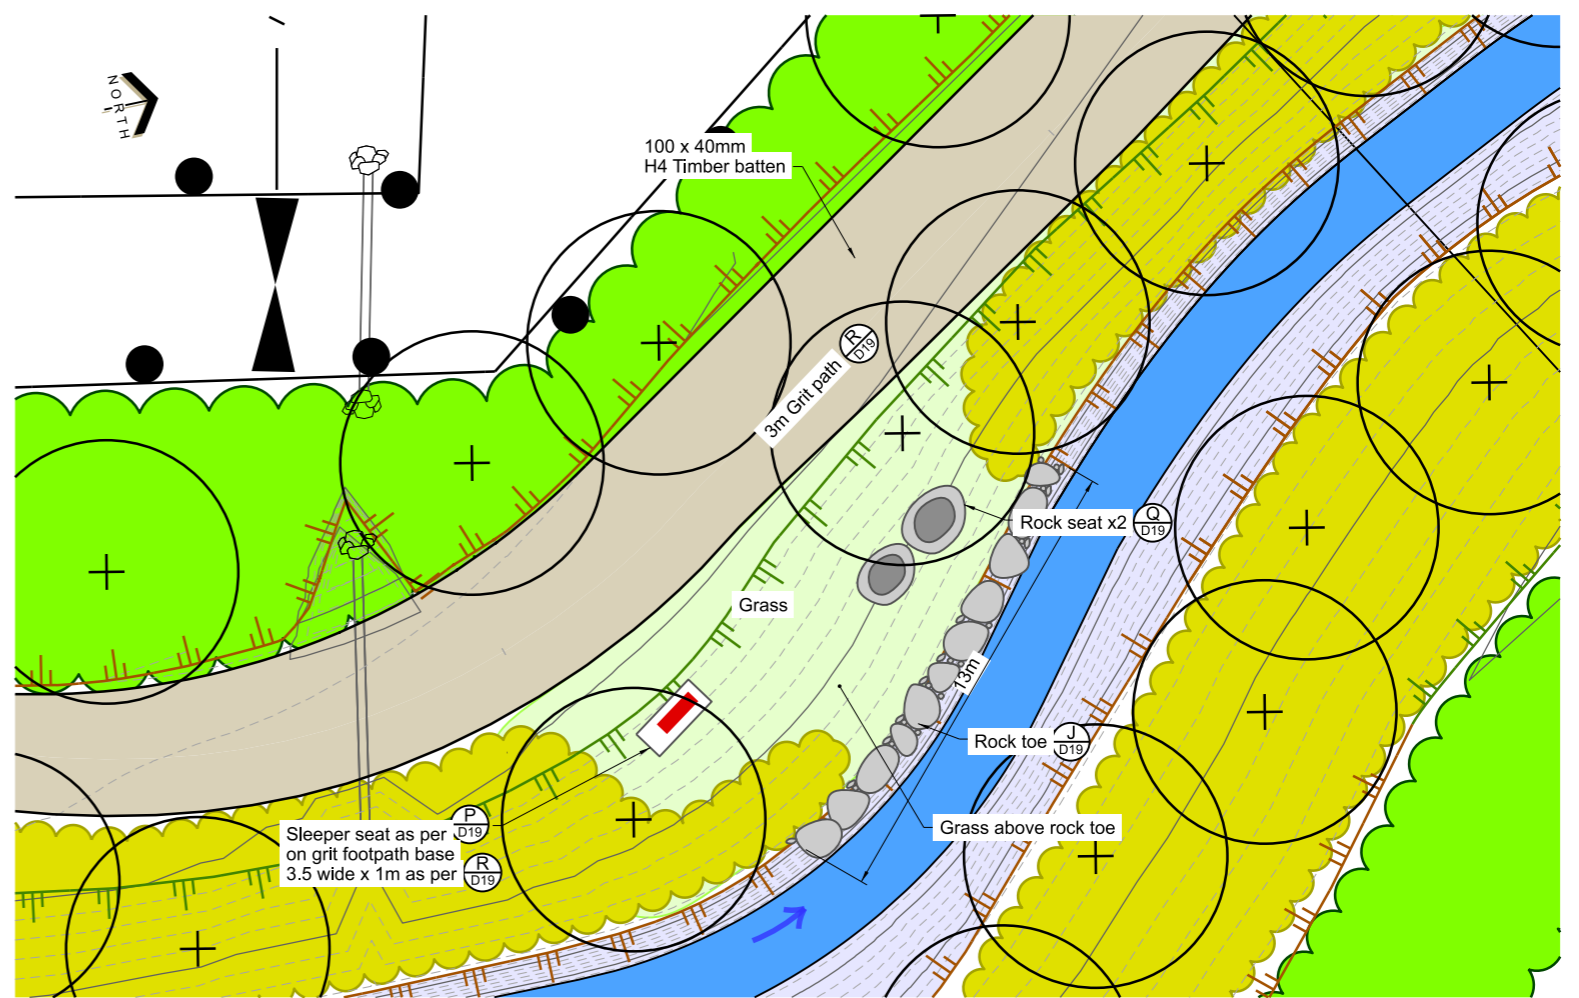 NORTH
100 x 40mm
H4 Timber batten
3m Grit path
R
D19
Rock seat x2
Q
D19
Grass
13m
Rock toe
J
D19
Grass above rock toe
Sleeper seat as per
P
D19
on grit footpath base
3.5 wide x 1m as per
R
D19